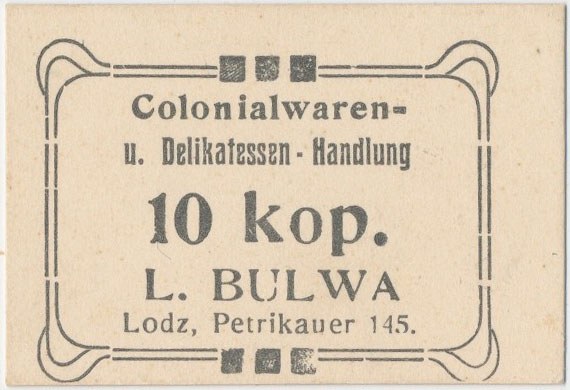 Colonialwaren-
u. Delikatessen - Handlung
10 kop.
L. BULWA
Lodz, Petrikauer 145.